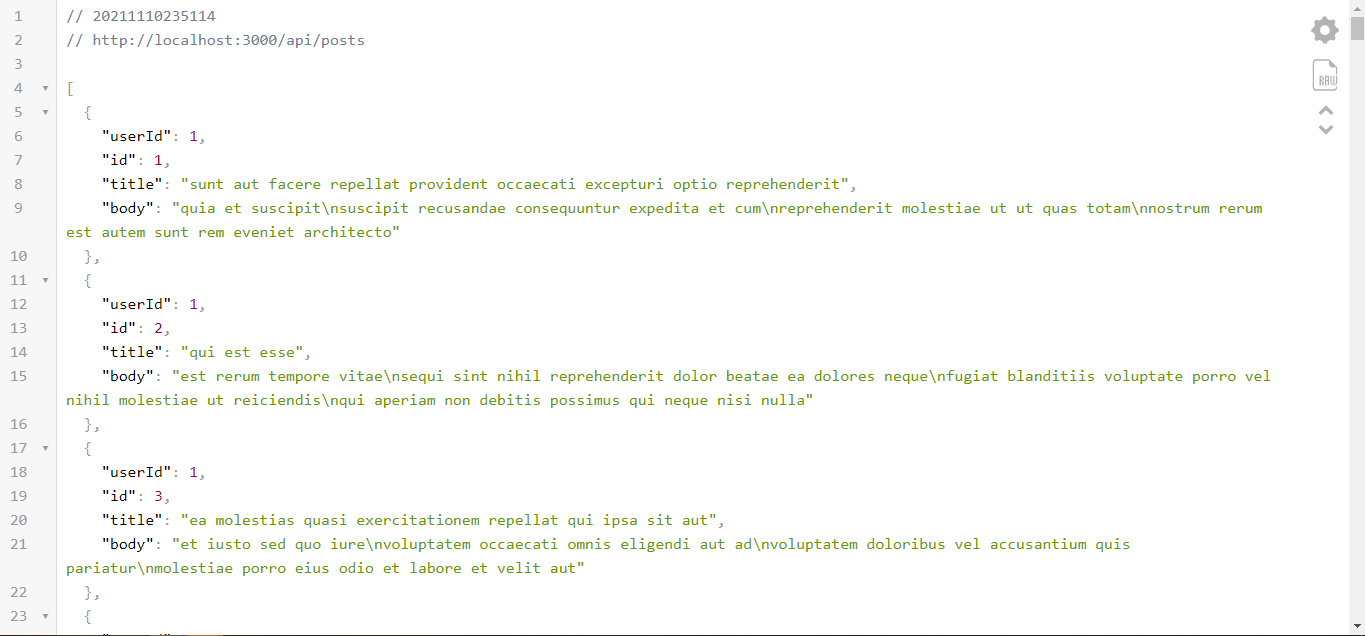 1 // 20211110235114
2 // http://localhost:3000/api/posts
3
4 [
5 {
6 "userId": 1,
7 "id": 1,
8 "title": "sunt aut facere repellat provident occaecati excepturi optio reprehenderit",
9 "body": "quia et suscipit\nsuscipit recusandae consequuntur expedita et cum\nreprehenderit molestiae ut ut quas totam\nnostrum rerum
est autem sunt rem eveniet architecto"
10 },
11 {
12 "userId": 1,
13 "id": 2,
14 "title": "qui est esse",
15 "body": "est rerum tempore vitae\nsequi sint nihil reprehenderit dolor beatae ea dolores neque\nfugiat blanditiis voluptate porro vel
nihil molestiae ut reiciendis\nqui aperiam non debitis possimus qui neque nisi nulla"
16 },
17 {
18 "userId": 1,
19 "id": 3,
20 "title": "ea molestias quasi exercitationem repellat qui ipsa sit aut",
21 "body": "et iusto sed quo iure\nvoluptatem occaecati omnis eligendi aut ad\nvoluptatem doloribus vel accusantium quis
pariatur\nmolestiae porro eius odio et labore et velit aut"
22 },
23 {
RAW